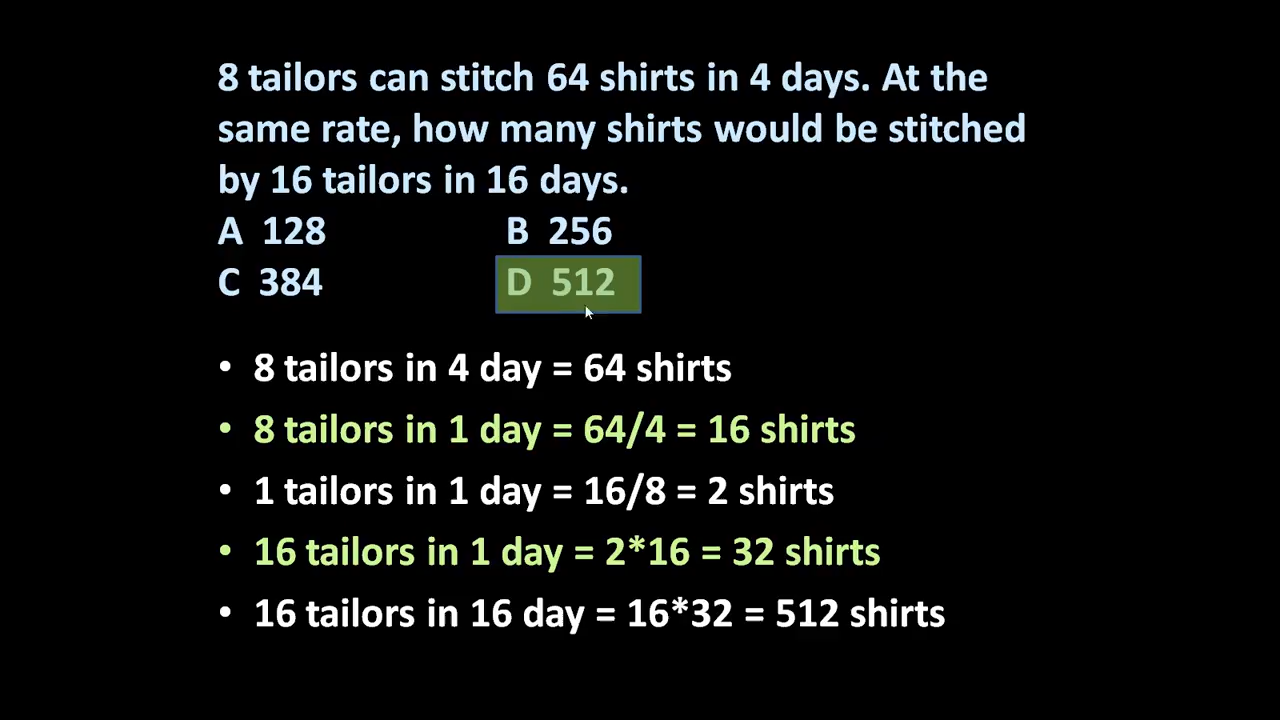 8 tailors can stitch 64 shirts in 4 days. At the
same rate, how many shirts would be stitched
by 16 tailors in 16 days.
A 128 B 256
C 384 D 512
• 8 tailors in 4 day = 64 shirts
• 8 tailors in 1 day = 64/4 = 16 shirts
• 1 tailors in 1 day = 16/8 = 2 shirts
• 16 tailors in 1 day = 2*16 = 32 shirts
• 16 tailors in 16 day = 16*32 = 512 shirts